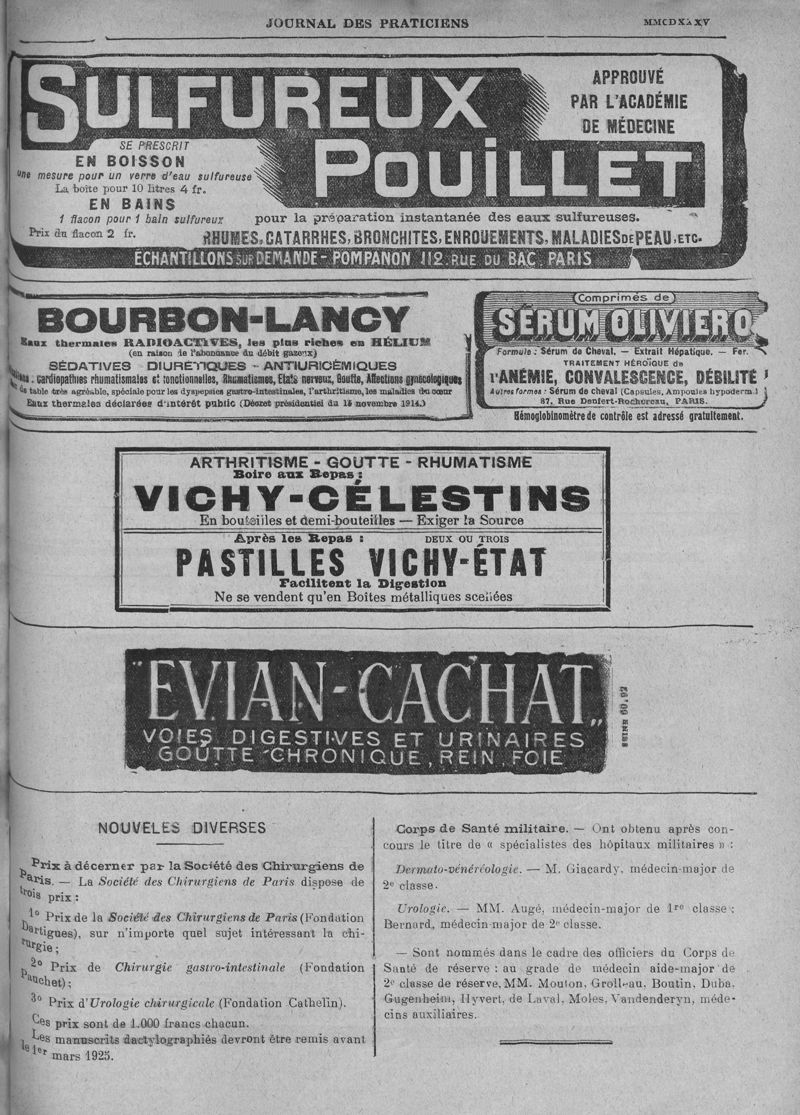 JOURNAL DES PRATICIENS
SULFUREUX
POUILLET
APPROUVÉ
PAR L'ACADÉMIE
DE MÉDECINE
SE PRESCRIT
EN BOISSON
une mesure pour un verre d'eau sulfureuse
La boîte pour 10 litres 4 fr.
EN BAINS
1 flacon pour 1 bain sulfureux
Prix du flacon 2 fr.
pour la préparation instantanée des eaux sulfureuses.
RHUMES, CATARRHES, BRONCHITES, ENROUEMENTS, MALADIES DE PEAU, ETC.
ÉCHANTILLONS SUR DEMANDE - POMPANON 112, RUE DU BAC. PARIS
BOURBON-LANCY
Eaux thermales RADIOACTIVES, les plus riches en HÉLIUM
(en raison de l'abondance du débit gazeux)
SÉDATIVES - DIURÉTIQUES - ANTIURICÉMIQUES
: Cardiopathies rhumatismales et fonctionnelles, Rhumatismes, États nerveux, Goutte, Affections gynécologiques
de table très agréable, spéciale pour les dyspepsies gastro-intestinales, l'arthritisme, les maladies du cœur
Eaux thermales déclarées d'intérêt public (Décret présidentiel du 15 novembre 1914.)
(Comprimés de)
SÉRUM OLIVIERO
Formule : Sérum de Cheval. — Extrait Hépatique. — Fer.
TRAITEMENT HÉROÏQUE de
l'ANÉMIE, CONVALESCENCE, DÉBILITÉ
Autres formes : Sérum de cheval (Capsules, Ampoules hypoderm.)
87, Rue Denfert-Rochereau, PARIS.
Hémoglobinomètre de contrôle est adressé gratuitement.
ARTHRITISME - GOUTTE - RHUMATISME
Boire aux Repas :
VICHY-CÉLESTINS
En bouteilles et demi-bouteilles — Exiger la Source
Après les Repas : DEUX OU TROIS
PASTILLES VICHY-ÉTAT
Facilitent la Digestion
Ne se vendent qu'en Boîtes métalliques scellées
"EVIAN-CACHAT"
VOIES DIGESTIVES ET URINAIRES
GOUTTE CHRONIQUE, REIN, FOIE
NOUVELES DIVERSES
Prix à décerner par la Société des Chirurgiens de
Paris. — La Société des Chirurgiens de Paris dispose de
trois prix :
1º Prix de la Société des Chirurgiens de Paris (Fondation
Dartigues), sur n'importe quel sujet intéressant la chi-
rurgie ;
2º Prix de Chirurgie gastro-intestinale (Fondation
Pauchet) ;
3º Prix d'Urologie chirurgicale (Fondation Cathelin).
Ces prix sont de 1.000 francs chacun.
Les manuscrits dactylographiés devront être remis avant
le 1er mars 1925.
Corps de Santé militaire. — Ont obtenu après con-
cours le titre de « spécialistes des hôpitaux militaires » :
Dermato-vénéréologie. — M. Giacardy, médecin-major de
2e classe.
Urologie. — MM. Augé, médecin-major de 1re classe ;
Bernard, médecin major de 2e classe.
— Sont nommés dans le cadre des officiers du Corps de
Santé de réserve : au grade de médecin aide-major de
2e classe de réserve, MM. Mouton, Grolleau, Boutin, Duba,
Gugenheim, Hyvert, de Laval, Moles, Vandenderyn, méde-
cins auxiliaires.